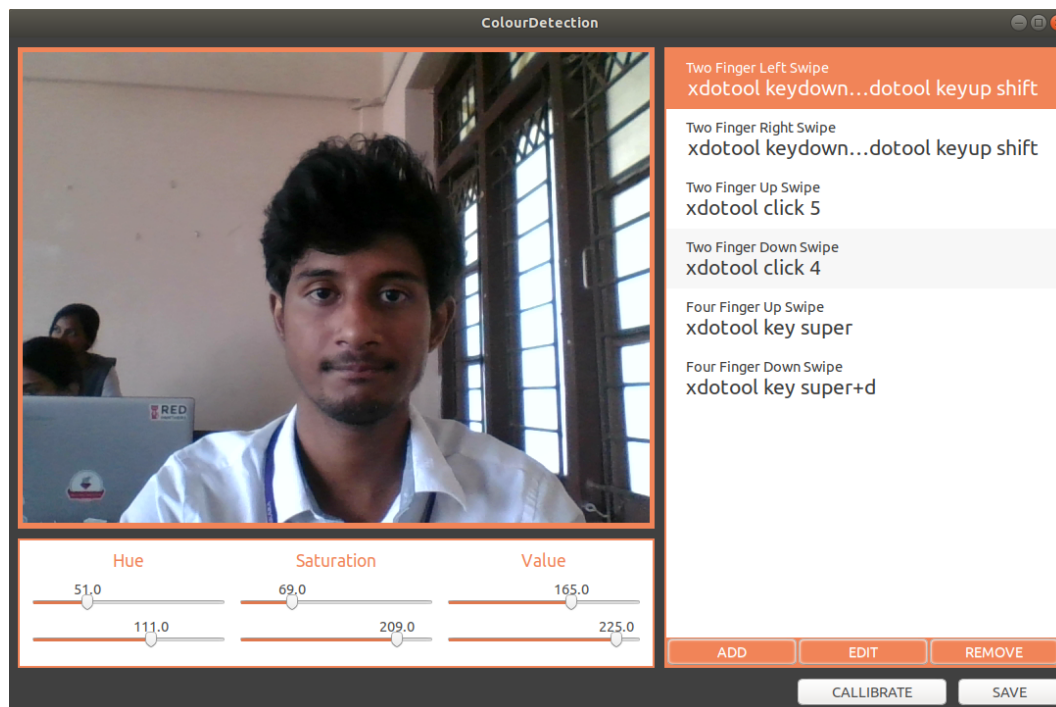 ColourDetection
RED
Two Finger Left Swipe
xdotool keydown...dotool keyup shift
Two Finger Right Swipe
xdotool keydown...dotool keyup shift
Two Finger Up Swipe
xdotool click 5
Two Finger Down Swipe
xdotool click 4
Four Finger Up Swipe
xdotool key super
Four Finger Down Swipe
xdotool key super+d
Hue Saturation Value
51.0 69.0 165.0
111.0 209.0 225.0
ADD EDIT REMOVE
CALLIBRATE SAVE